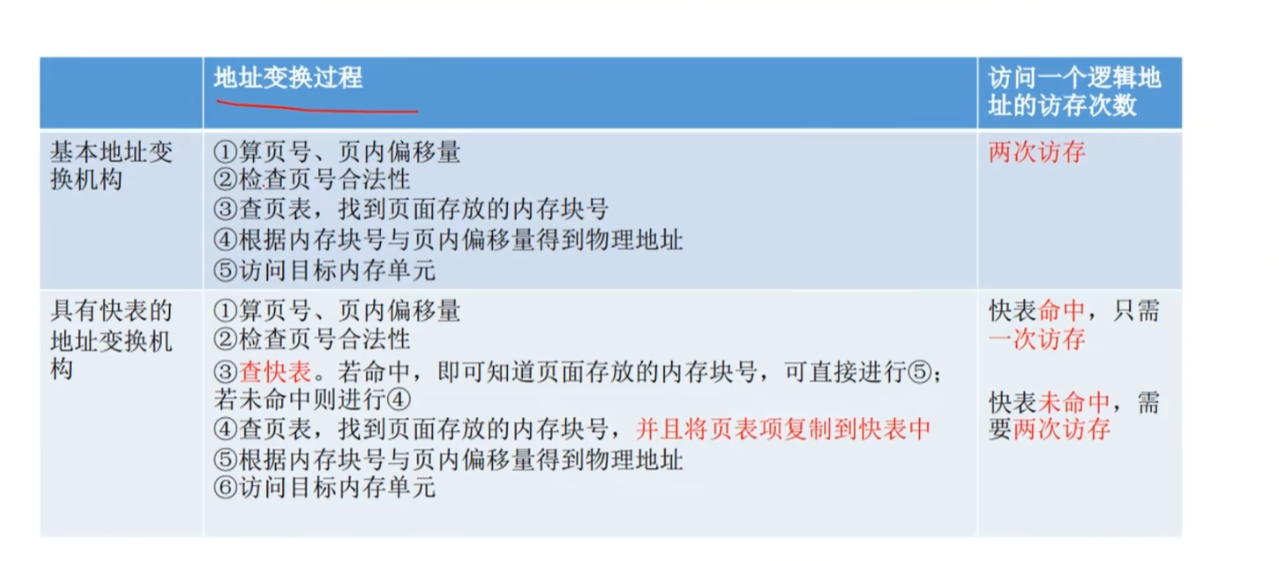 地址变换过程
访问一个逻辑地
址的访存次数
基本地址变
换机构
①算页号、页内偏移量
②检查页号合法性
③查页表，找到页面存放的内存块号
④根据内存块号与页内偏移量得到物理地址
⑤访问目标内存单元
两次访存
具有快表的
地址变换机
构
①算页号、页内偏移量
②检查页号合法性
③查快表。若命中，即可知道页面存放的内存块号，可直接进行⑤；
若未命中则进行④
④查页表，找到页面存放的内存块号，并且将页表项复制到快表中
⑤根据内存块号与页内偏移量得到物理地址
⑥访问目标内存单元
快表命中，只需
一次访存
快表未命中，需
要两次访存